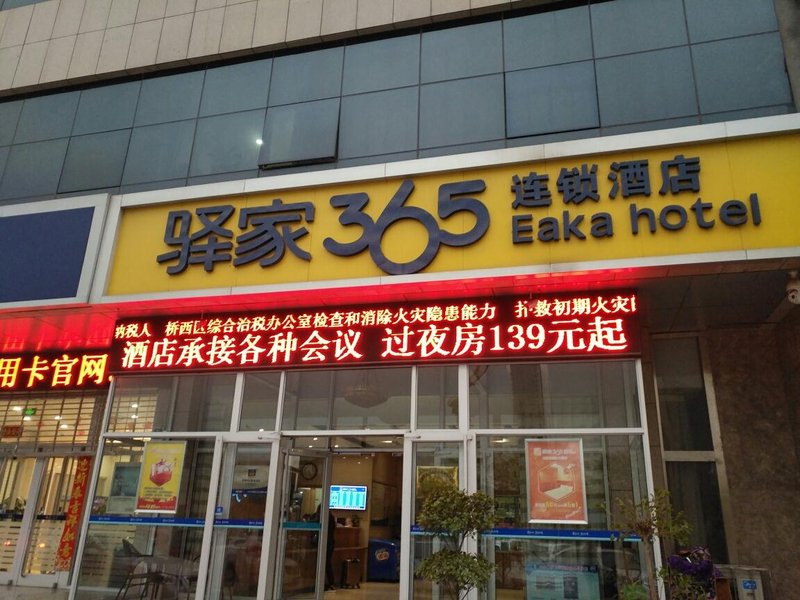 驿家365
连锁酒店
Eaka hotel
纳税人 桥西区综合治税办公室检查和消除火灾隐患能力 扑救初期火灾
酒店承接各种会议 过夜房139元起
用卡官网